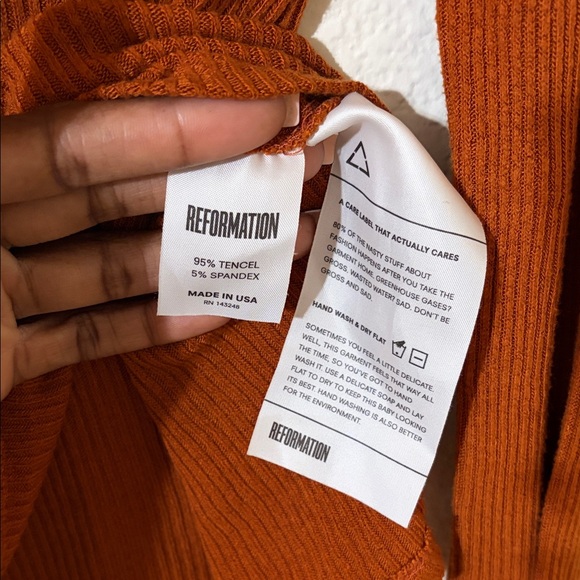 REFORMATION
95% TENCEL
5% SPANDEX
MADE IN USA
RN 143248
A CARE LABEL THAT ACTUALLY CARES
80% OF THE NASTY STUFF ABOUT
FASHION HAPPENS AFTER YOU TAKE THE
GARMENT HOME. GREENHOUSE GASES?
GROSS. WASTED WATER? SAD. DON'T BE
GROSS AND SAD.
HAND WASH & DRY FLAT
SOMETIMES YOU FEEL A LITTLE DELICATE.
WELL, THIS GARMENT FEELS THAT WAY ALL
THE TIME, SO YOU'VE GOT TO HAND
WASH IT. USE A DELICATE SOAP AND LAY
FLAT TO DRY TO KEEP THIS BABY LOOKING
ITS BEST. HAND WASHING IS ALSO BETTER
FOR THE ENVIRONMENT.
REFORMATION